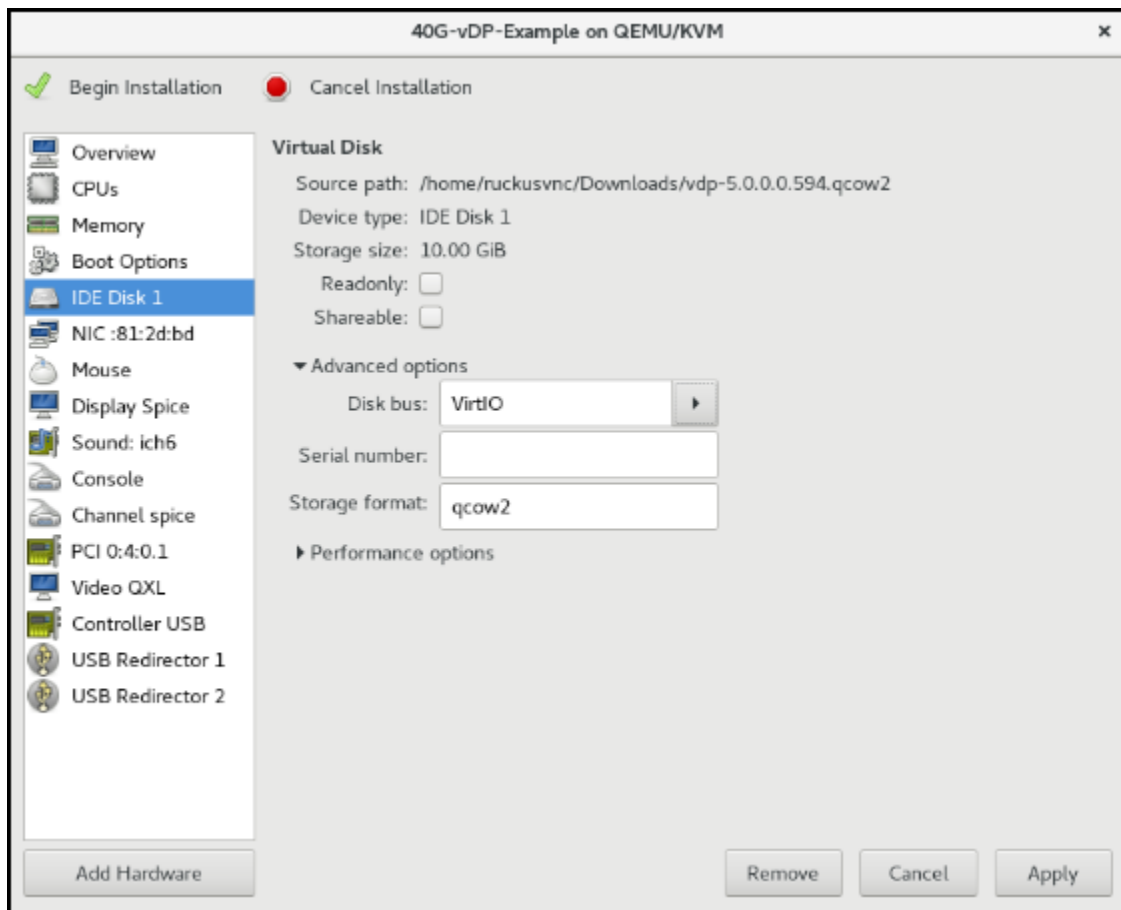 40G-vDP-Example on QEMU/KVM
Begin Installation
Cancel Installation
Overview
CPUs
Memory
Boot Options
IDE Disk 1
NIC :81:2d:bd
Mouse
Display Spice
Sound: ich6
Console
Channel spice
PCI 0:4:0.1
Video QXL
Controller USB
USB Redirector 1
USB Redirector 2
Add Hardware
Virtual Disk
Source path: /home/ruckusvnc/Downloads/vdp-5.0.0.0.594.qcow2
Device type: IDE Disk 1
Storage size: 10.00 GiB
Readonly:
Shareable:
Advanced options
Disk bus: VirtIO
Serial number:
Storage format: qcow2
Performance options
Remove
Cancel
Apply